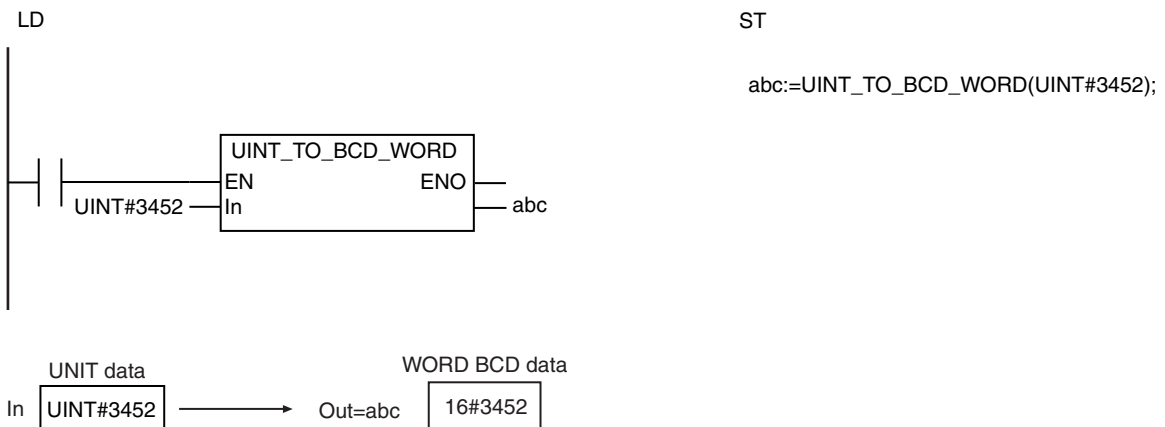 LD
ST
abc:=UINT_TO_BCD_WORD(UINT#3452);
UINT_TO_BCD_WORD
EN ENO
UINT#3452 In abc
UNIT data WORD BCD data
In UINT#3452 Out=abc 16#3452